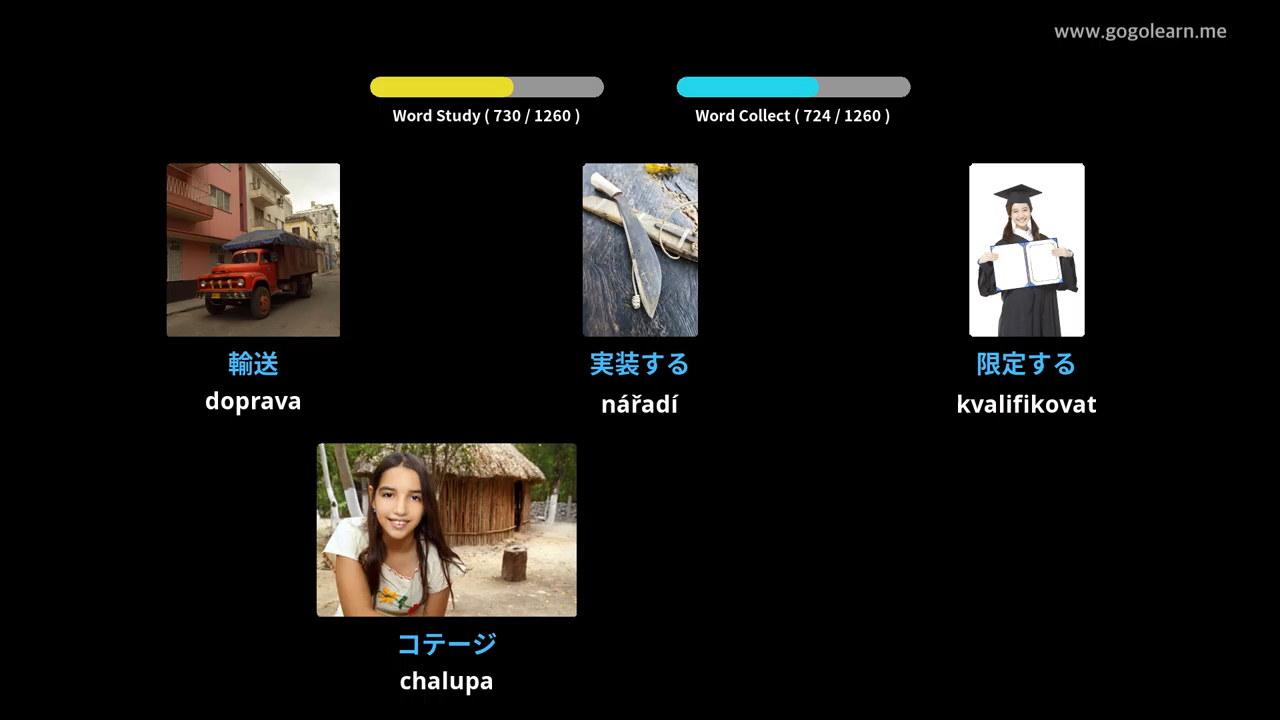 www.gogolearn.me
Word Study ( 730 / 1260 )
Word Collect ( 724 / 1260 )
輸送
doprava
実装する
nářadí
限定する
kvalifikovat
コテージ
chalupa